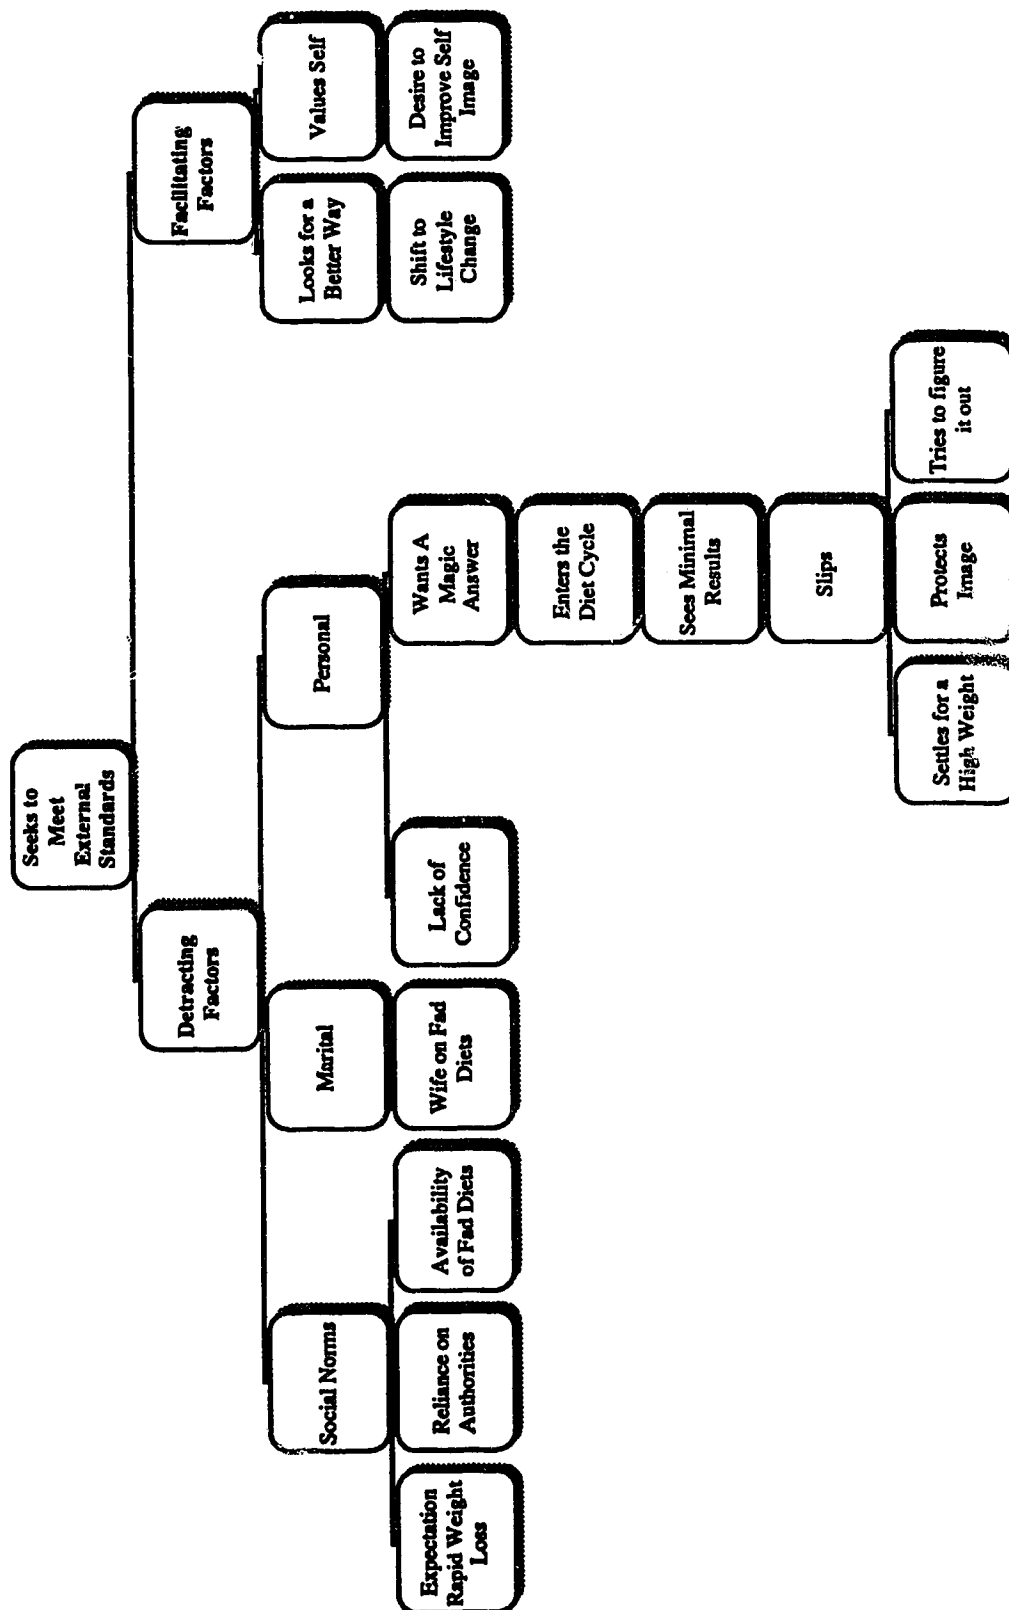 Seeks to
Meet
External
Standards
Detracting
Factors
Facilitating
Factors
Social Norms
Marital
Personal
Looks for a
Better Way
Values Self
Expectation
Rapid Weight
Loss
Reliance on
Authorities
Availability
of Fad Diets
Wife on Fad
Diets
Lack of
Confidence
Wants A
Magic
Answer
Shift to
Lifestyle
Change
Desire to
Improve Self
Image
Enters the
Diet Cycle
Sees Minimal
Results
Slips
Settles for a
High Weight
Protects
Image
Tries to figure
it out